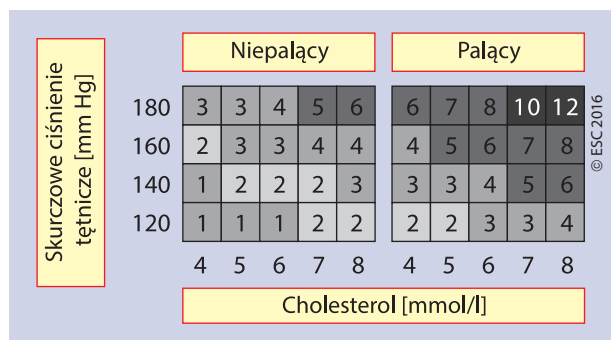 Niepalący Palący
Skurczowe ciśnienie
tętnicze [mm Hg]
180 3 3 4 5 6 6 7 8 10 12
160 2 3 3 4 4 4 5 6 7 8
140 1 2 2 2 3 3 3 4 5 6
120 1 1 1 2 2 2 2 3 3 4
4 5 6 7 8 4 5 6 7 8
Cholesterol [mmol/l]
© ESC 2016